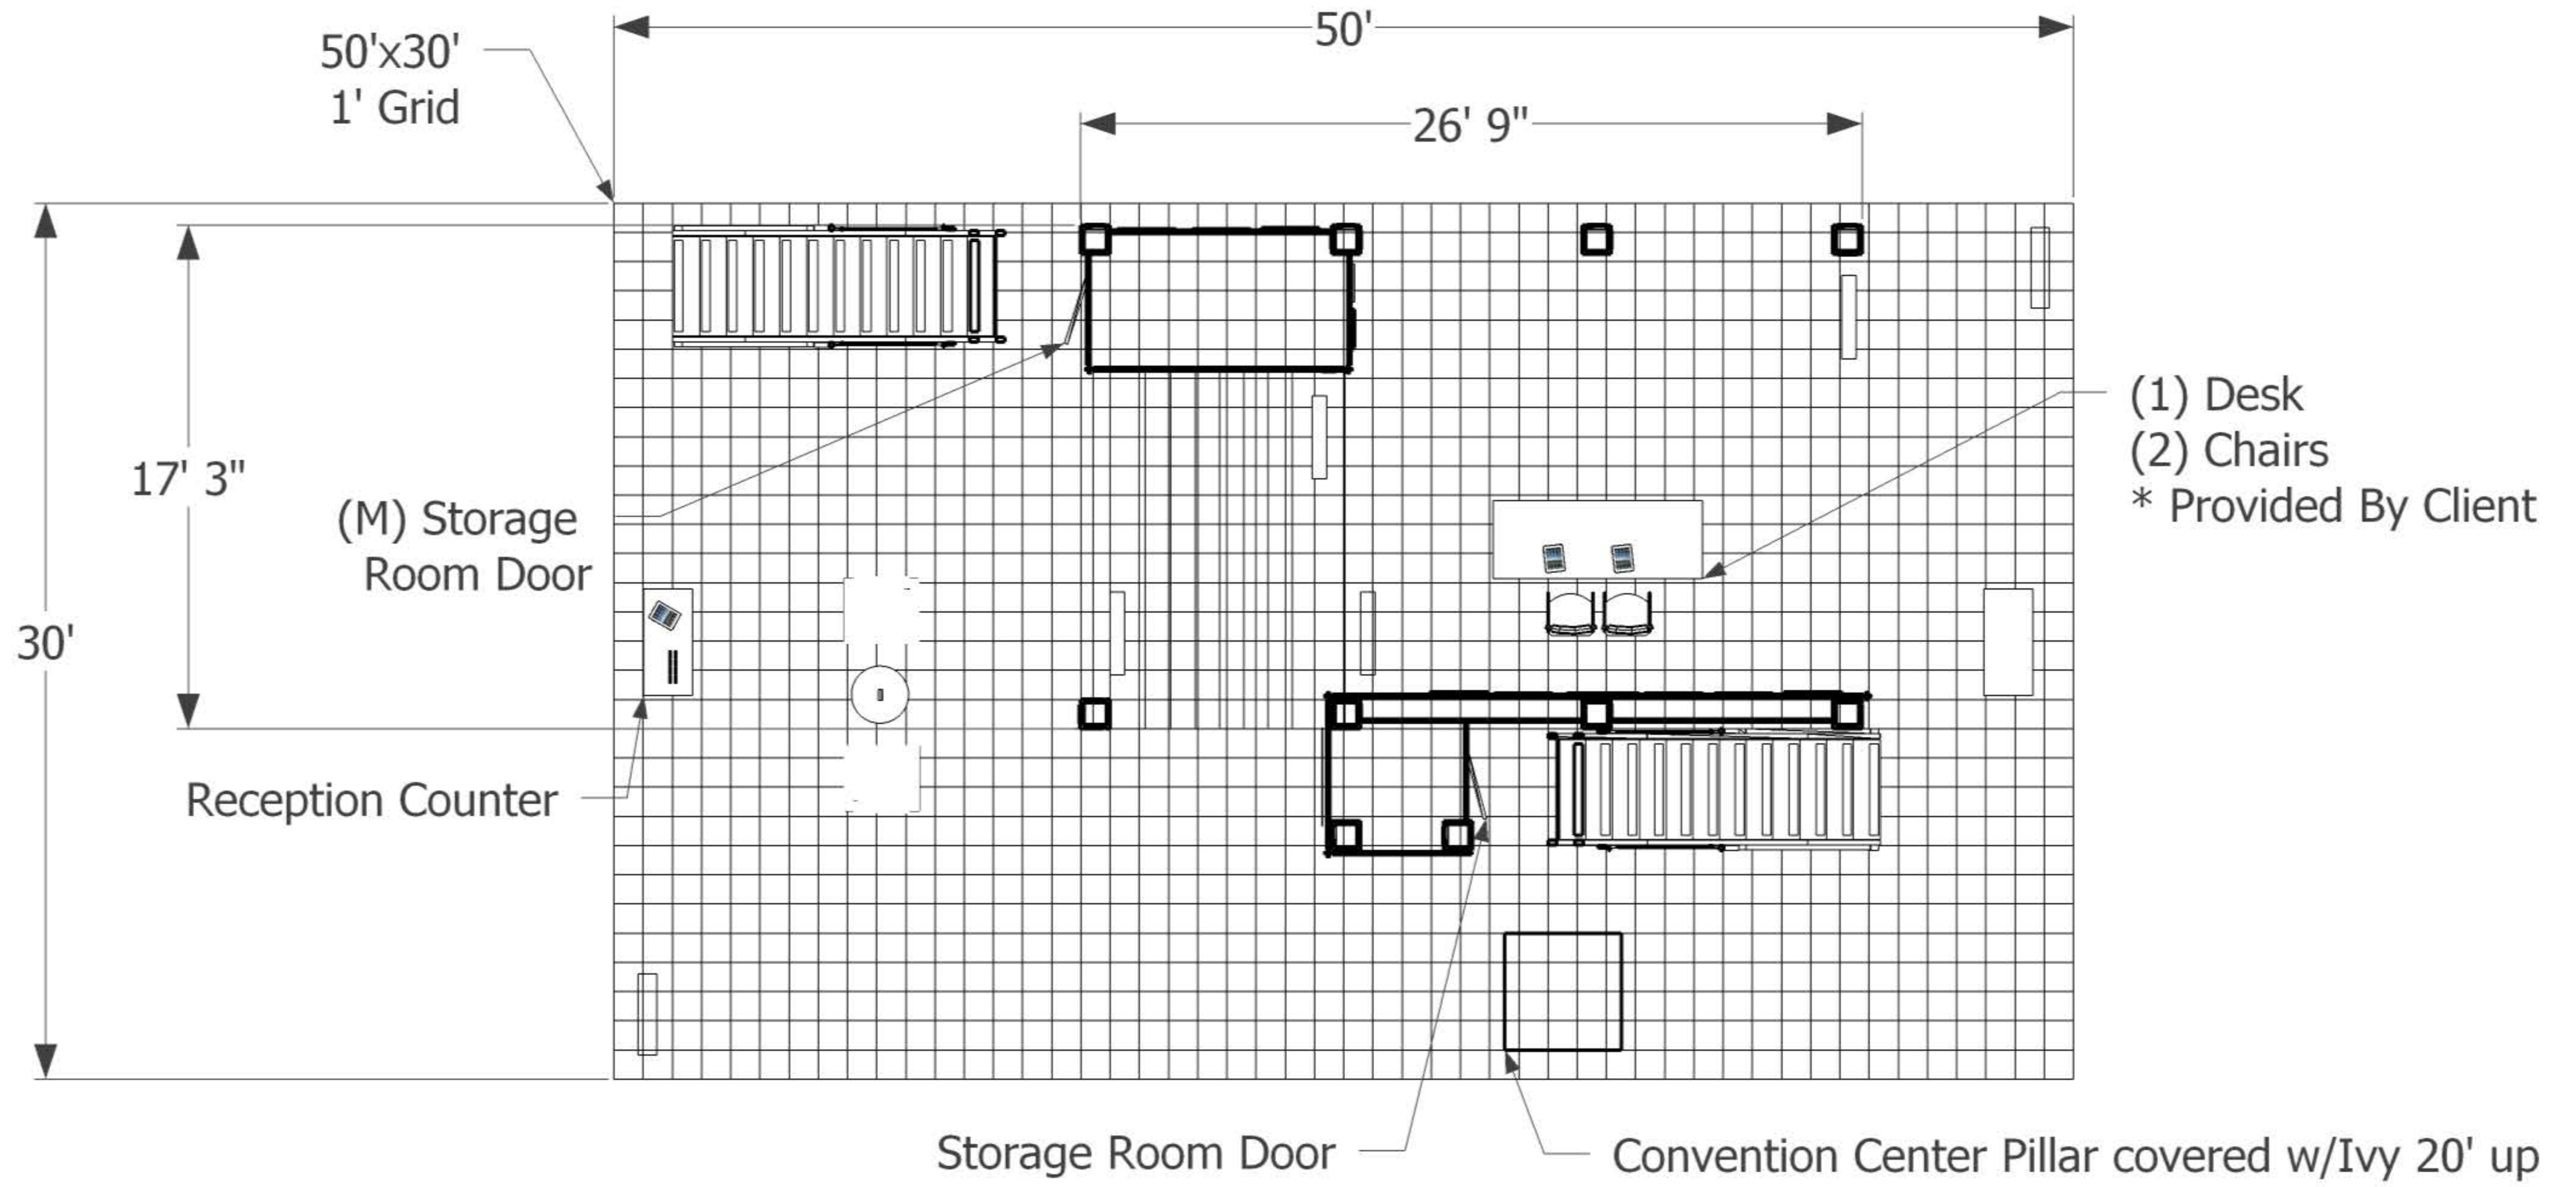 50'
50'x30'
1' Grid
26' 9"
(1) Desk
(2) Chairs
* Provided By Client
17' 3"
(M) Storage
Room Door
30'
Reception Counter
Storage Room Door
Convention Center Pillar covered w/Ivy 20' up